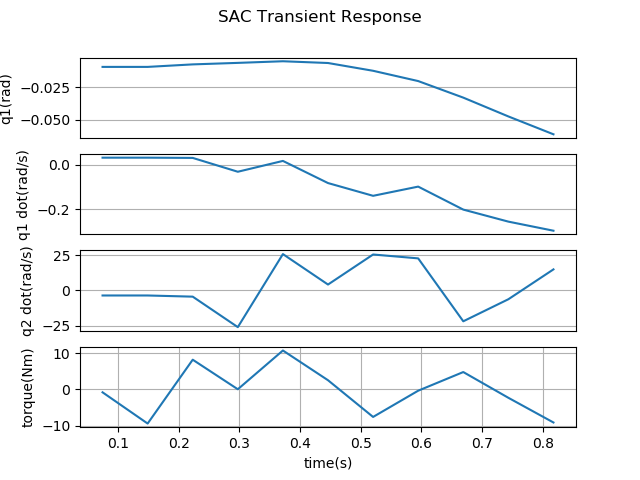 SAC Transient Response
q1(rad)
−0.025
−0.050
q1 dot(rad/s)
0.0
−0.2
q2 dot(rad/s)
25
0
−25
torque(Nm)
10
0
−10
0.1 0.2 0.3 0.4 0.5 0.6 0.7 0.8
time(s)